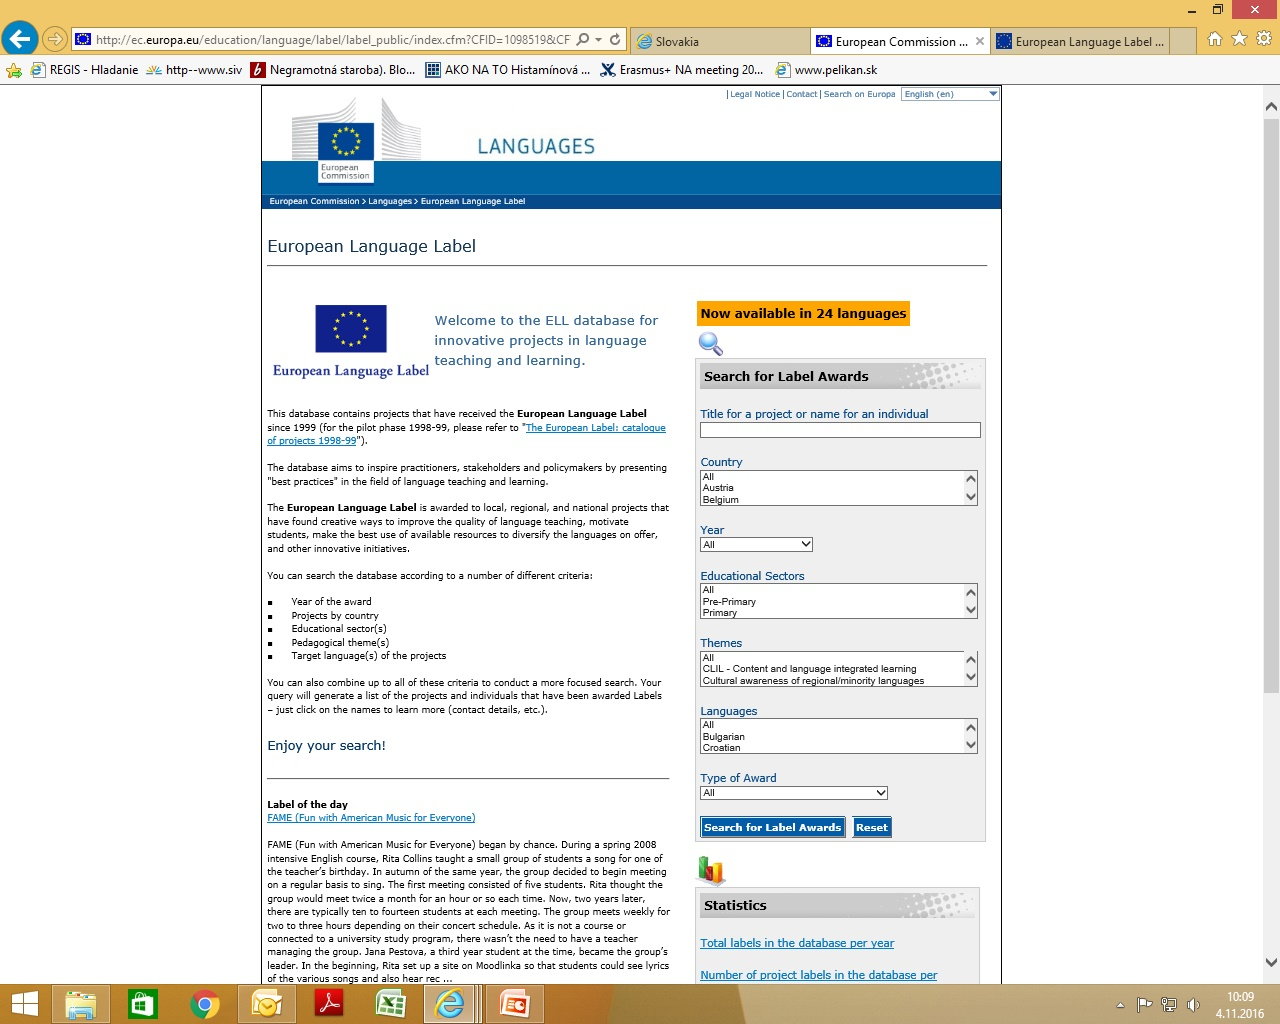 http://ec.europa.eu/education/language/label/label_public/index.cfm?CFID=1098519&CF
Slovakia
European Commission ...
European Language Label ...
REGIS - Hladanie
http--www.siv
Negramotná staroba). Blo...
AKO NA TO Histamínová ...
Erasmus+ NA meeting 20...
www.pelikan.sk
| Legal Notice | Contact | Search on Europa
English (en)
European
Commission
LANGUAGES
European Commission > Languages > European Language Label
European Language Label
European Language Label
Welcome to the ELL database for
innovative projects in language
teaching and learning.
This database contains projects that have received the European Language Label
since 1999 (for the pilot phase 1998-99, please refer to "The European Label: catalogue
of projects 1998-99").
The database aims to inspire practitioners, stakeholders and policymakers by presenting
"best practices" in the field of language teaching and learning.
The European Language Label is awarded to local, regional, and national projects that
have found creative ways to improve the quality of language teaching, motivate
students, make the best use of available resources to diversify the languages on offer,
and other innovative initiatives.
You can search the database according to a number of different criteria:
▪ Year of the award
▪ Projects by country
▪ Educational sector(s)
▪ Pedagogical theme(s)
▪ Target language(s) of the projects
You can also combine up to all of these criteria to conduct a more focused search. Your
query will generate a list of the projects and individuals that have been awarded Labels
– just click on the names to learn more (contact details, etc.).
Enjoy your search!
Label of the day
FAME (Fun with American Music for Everyone)
FAME (Fun with American Music for Everyone) began by chance. During a spring 2008
intensive English course, Rita Collins taught a small group of students a song for one of
the teacher's birthday. In autumn of the same year, the group decided to begin meeting
on a regular basis to sing. The first meeting consisted of five students. Rita thought the
group would meet twice a month for an hour or so each time. Now, two years later,
there are typically ten to fourteen students at each meeting. The group meets weekly for
two to three hours depending on their concert schedule. As it is not a course or
connected to a university study program, there wasn't the need to have a teacher
managing the group. Jana Pestova, a third year student at the time, became the group's
leader. In the beginning, Rita set up a site on Moodlinka so that students could see lyrics
of the various songs and also hear rec ...
Now available in 24 languages
Search for Label Awards
Title for a project or name for an individual
Country
All
Austria
Belgium
Year
All
Educational Sectors
All
Pre-Primary
Primary
Themes
All
CLIL - Content and language integrated learning
Cultural awareness of regional/minority languages
Languages
All
Bulgarian
Croatian
Type of Award
All
Search for Label Awards
Reset
Statistics
Total labels in the database per year
Number of project labels in the database per
10:09
4.11.2016